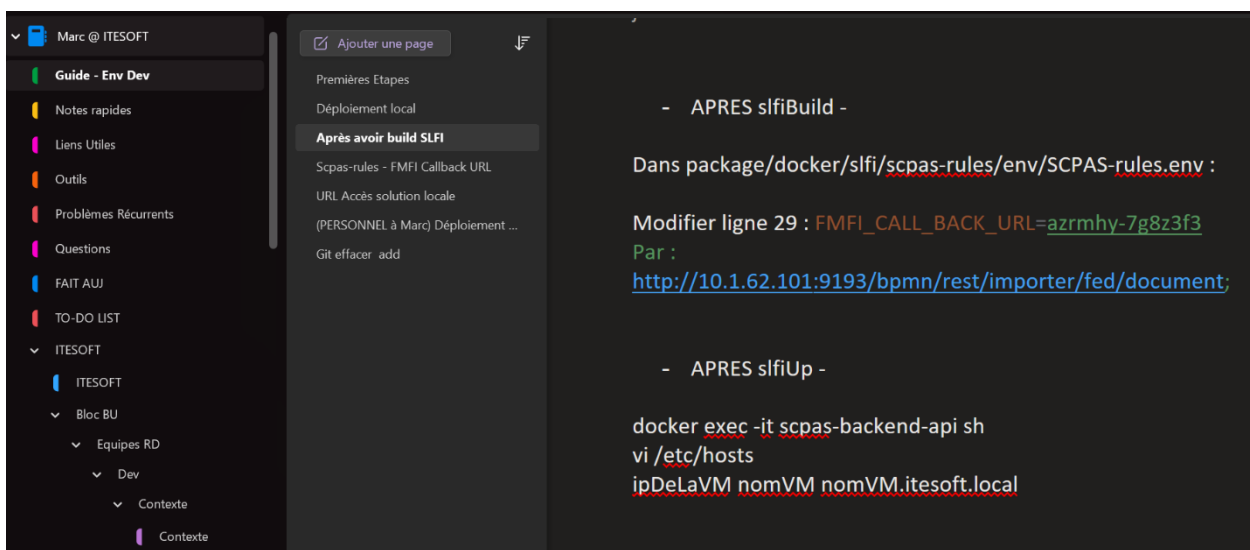 Marc @ ITESOFT
Guide - Env Dev
Notes rapides
Liens Utiles
Outils
Problèmes Récurrents
Questions
FAIT AUJ
TO-DO LIST
ITESOFT
ITESOFT
Bloc BU
Equipes RD
Dev
Contexte
Contexte
Ajouter une page
Premières Etapes
Déploiement local
Après avoir build SLFI
Scpas-rules - FMFI Callback URL
URL Accès solution locale
(PERSONNEL à Marc) Déploiement ...
Git effacer add
- APRES slfiBuild -
Dans package/docker/slfi/scpas-rules/env/SCPAS-rules.env :
Modifier ligne 29 : FMFI_CALL_BACK_URL=azrmhy-7g8z3f3
Par :
http://10.1.62.101:9193/bpmn/rest/importer/fed/document;
- APRES slfiUp -
docker exec -it scpas-backend-api sh
vi /etc/hosts
ipDeLaVM nomVM nomVM.itesoft.local